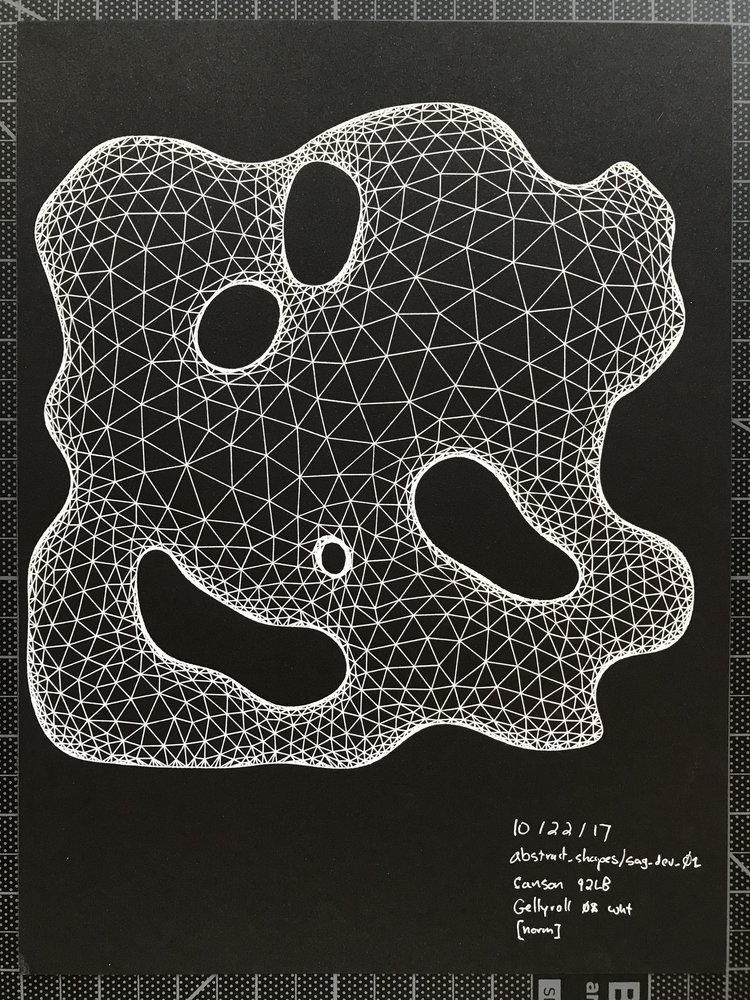 10/22/17
abstract_shapes/sag_dev_01
Canson 92LB
Gellyroll 08 wht
[norm]